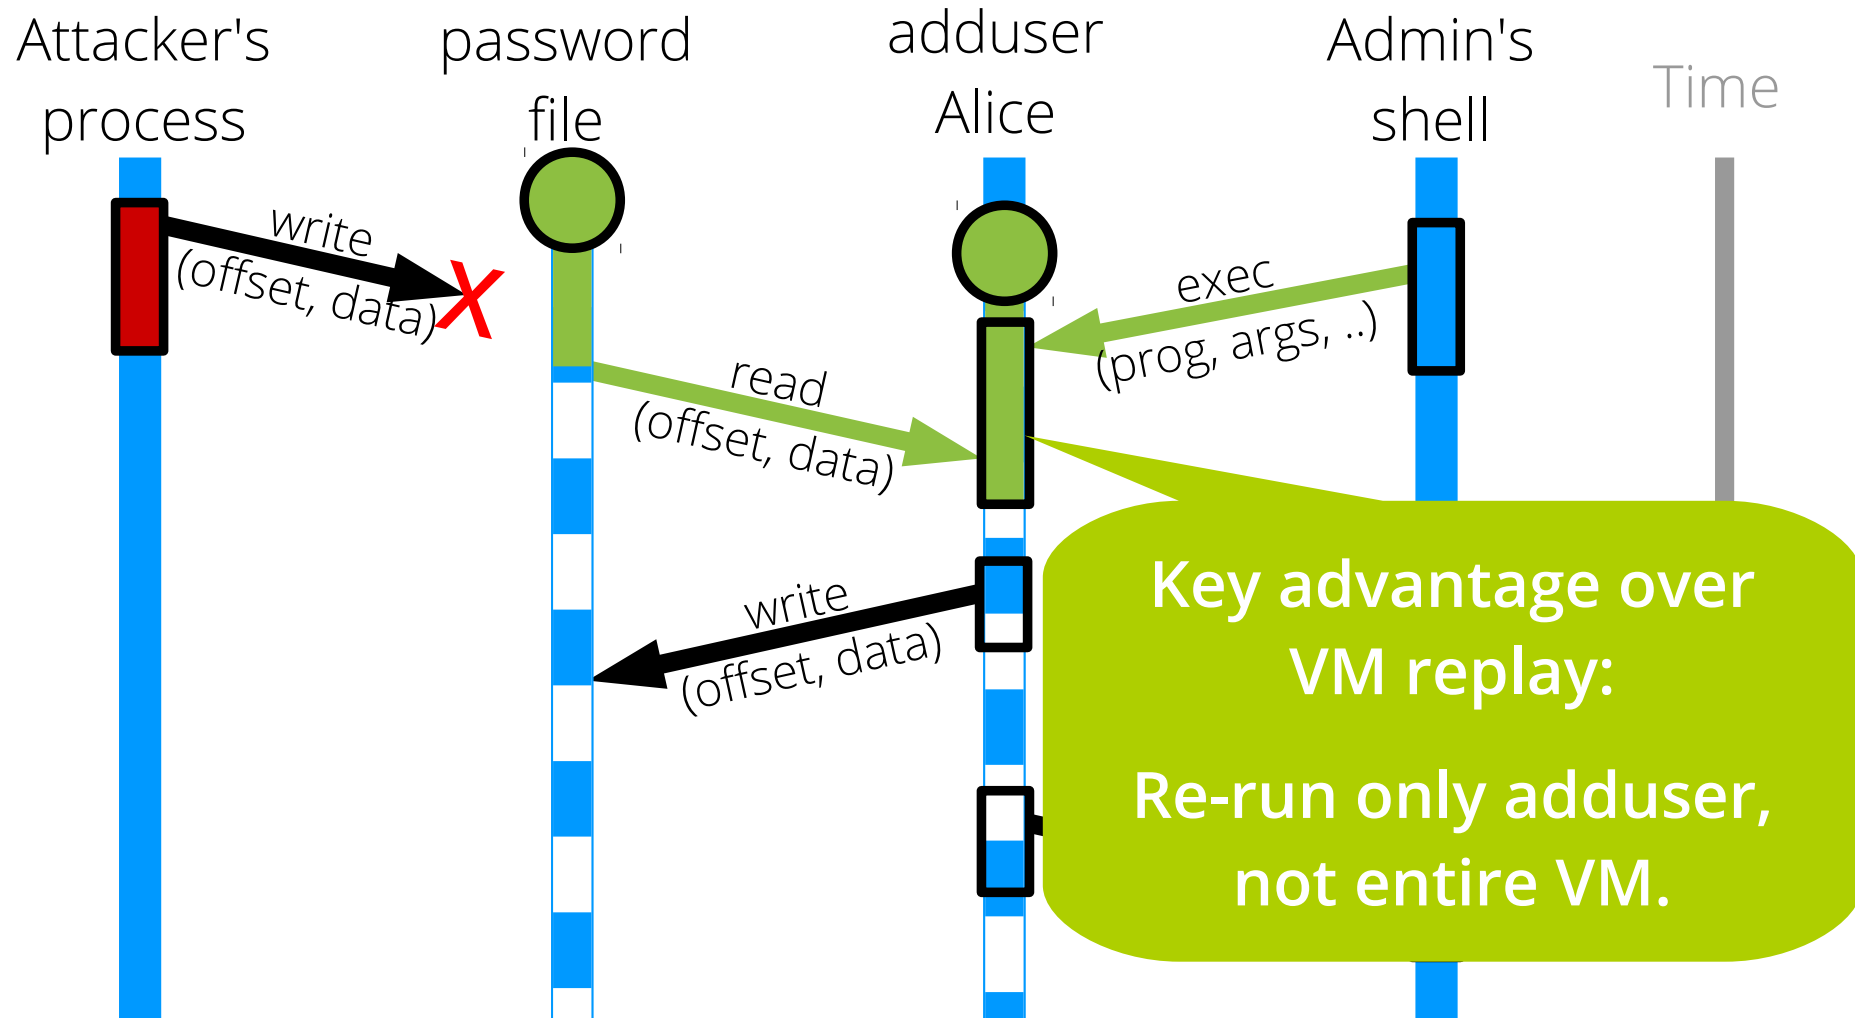 Attacker's
process
password
file
adduser
Alice
Admin's
shell
Time
write
(offset, data)
X
exec
(prog, args, ..)
read
(offset, data)
write
(offset, data)
Key advantage over
VM replay:
Re-run only adduser,
not entire VM.